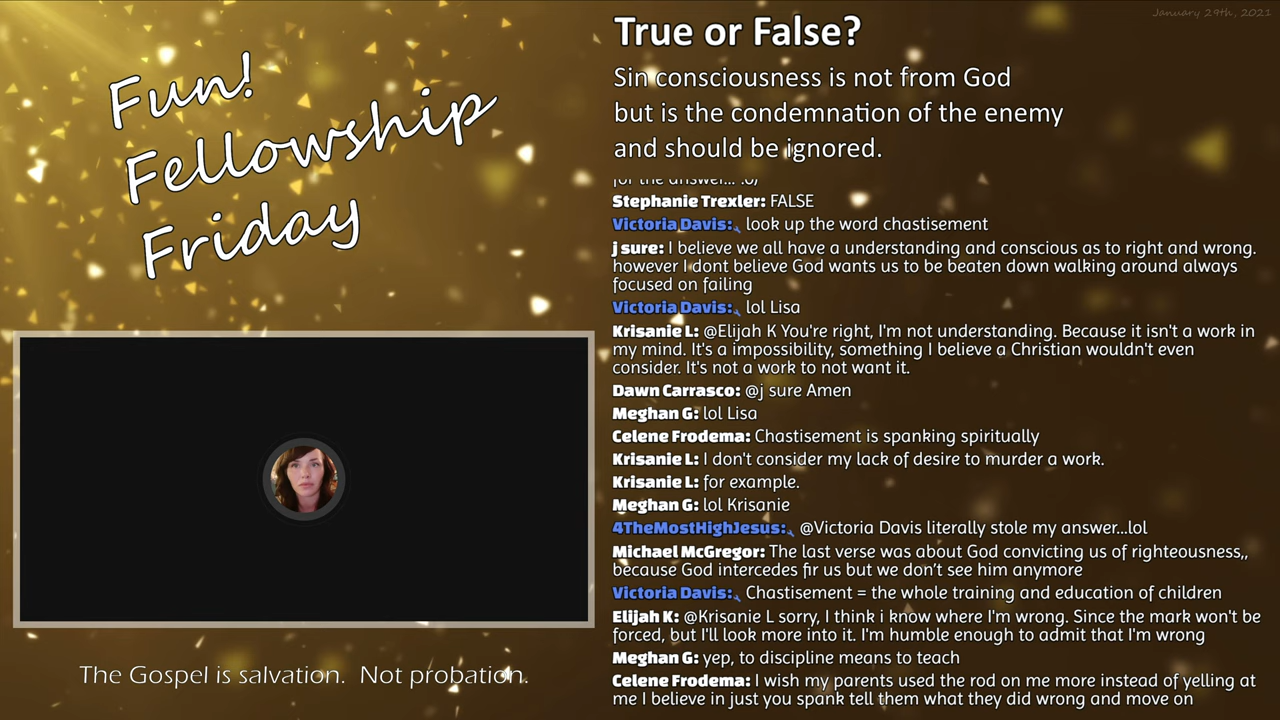 January 29th, 2021
Fun!
Fellowship
Friday
The Gospel is salvation. Not probation.
True or False?
Sin consciousness is not from God
but is the condemnation of the enemy
and should be ignored.
for the answer... :o)
Stephanie Trexler: FALSE
Victoria Davis: look up the word chastisement
j sure: I believe we all have a understanding and conscious as to right and wrong.
however I dont believe God wants us to be beaten down walking around always
focused on failing
Victoria Davis: lol Lisa
Krisanie L: @Elijah K You're right, I'm not understanding. Because it isn't a work in
my mind. It's a impossibility, something I believe a Christian wouldn't even
consider. It's not a work to not want it.
Dawn Carrasco: @j sure Amen
Meghan G: lol Lisa
Celene Frodema: Chastisement is spanking spiritually
Krisanie L: I don't consider my lack of desire to murder a work.
Krisanie L: for example.
Meghan G: lol Krisanie
4TheMostHighJesus: @Victoria Davis literally stole my answer...lol
Michael McGregor: The last verse was about God convicting us of righteousness,,
because God intercedes fir us but we don't see him anymore
Victoria Davis: Chastisement = the whole training and education of children
Elijah K: @Krisanie L sorry, I think i know where I'm wrong. Since the mark won't be
forced, but I'll look more into it. I'm humble enough to admit that I'm wrong
Meghan G: yep, to discipline means to teach
Celene Frodema: I wish my parents used the rod on me more instead of yelling at
me I believe in just you spank tell them what they did wrong and move on